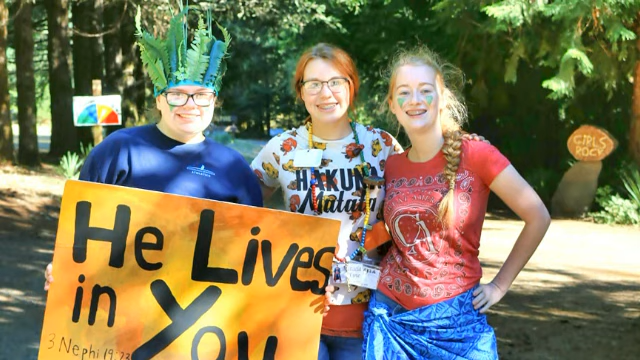 He Lives
in You
3 Nephi 19:23
HAKUNA
Matata
GIRLS
ROCK